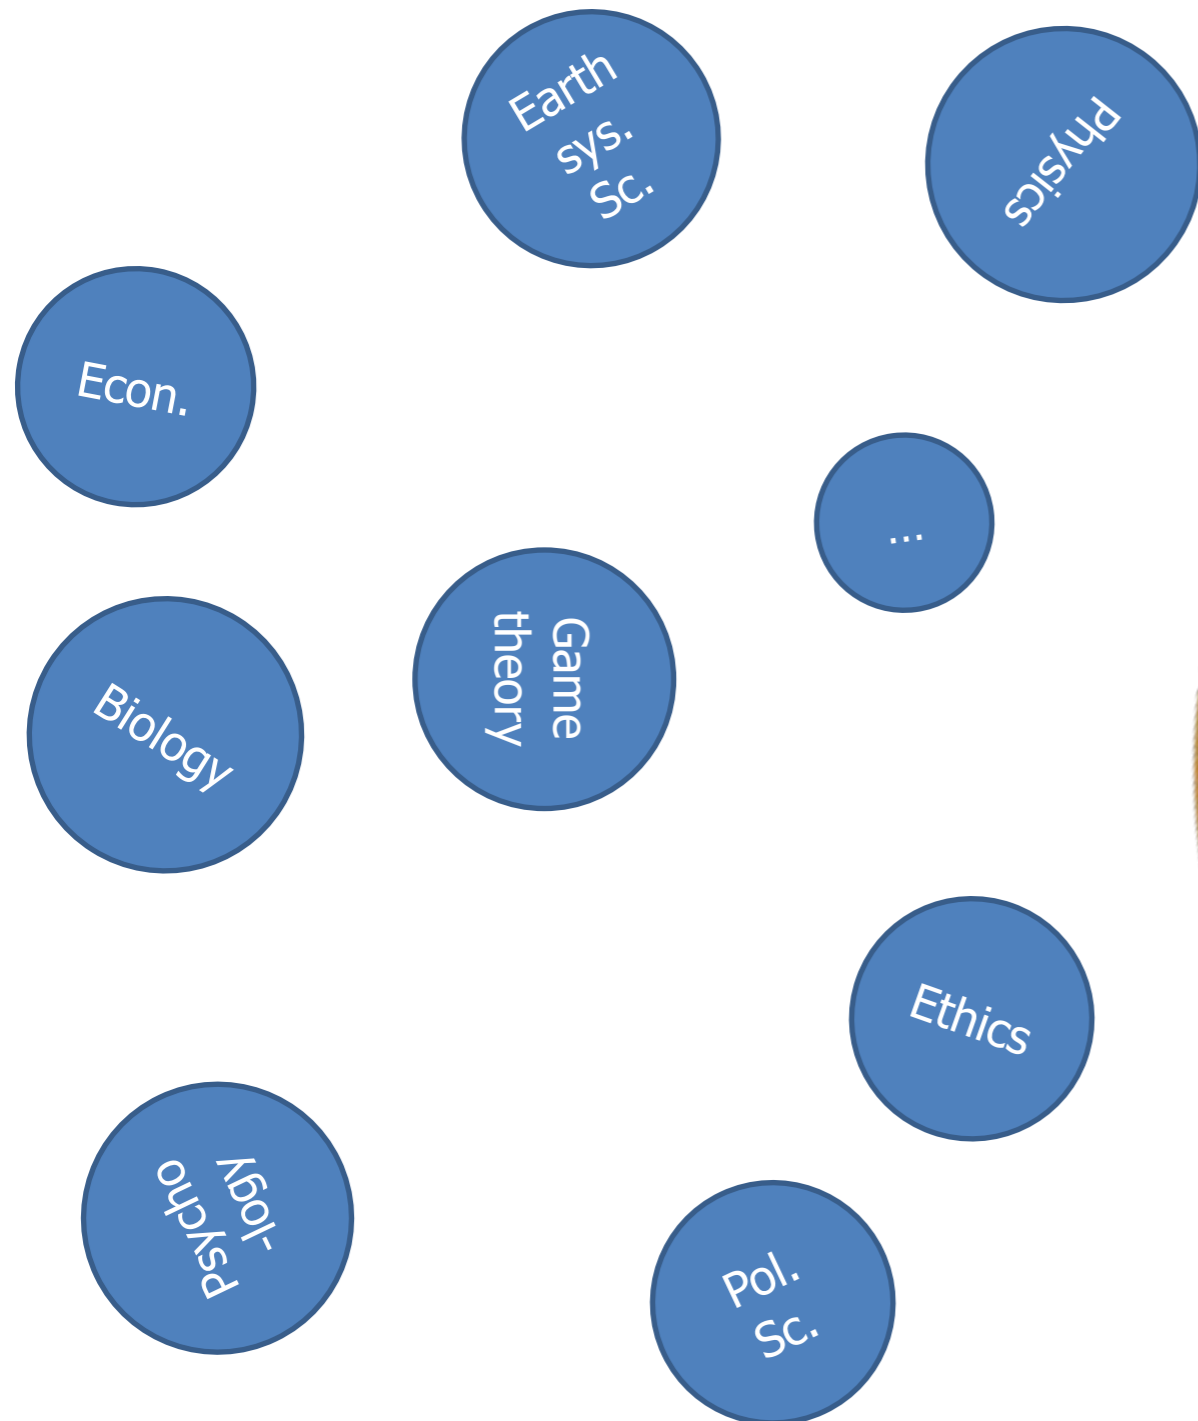 Earth
sys.
Sc.
Physics
Econ.
...
Game
theory
Biology
Ethics
Psycho
-logy
Pol.
Sc.